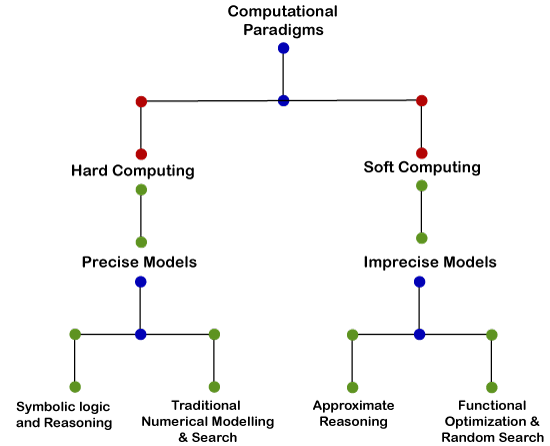 Computational
Paradigms
Hard Computing
Soft Computing
Precise Models
Imprecise Models
Symbolic logic
and Reasoning
Traditional
Numerical Modelling
& Search
Approximate
Reasoning
Functional
Optimization &
Random Search